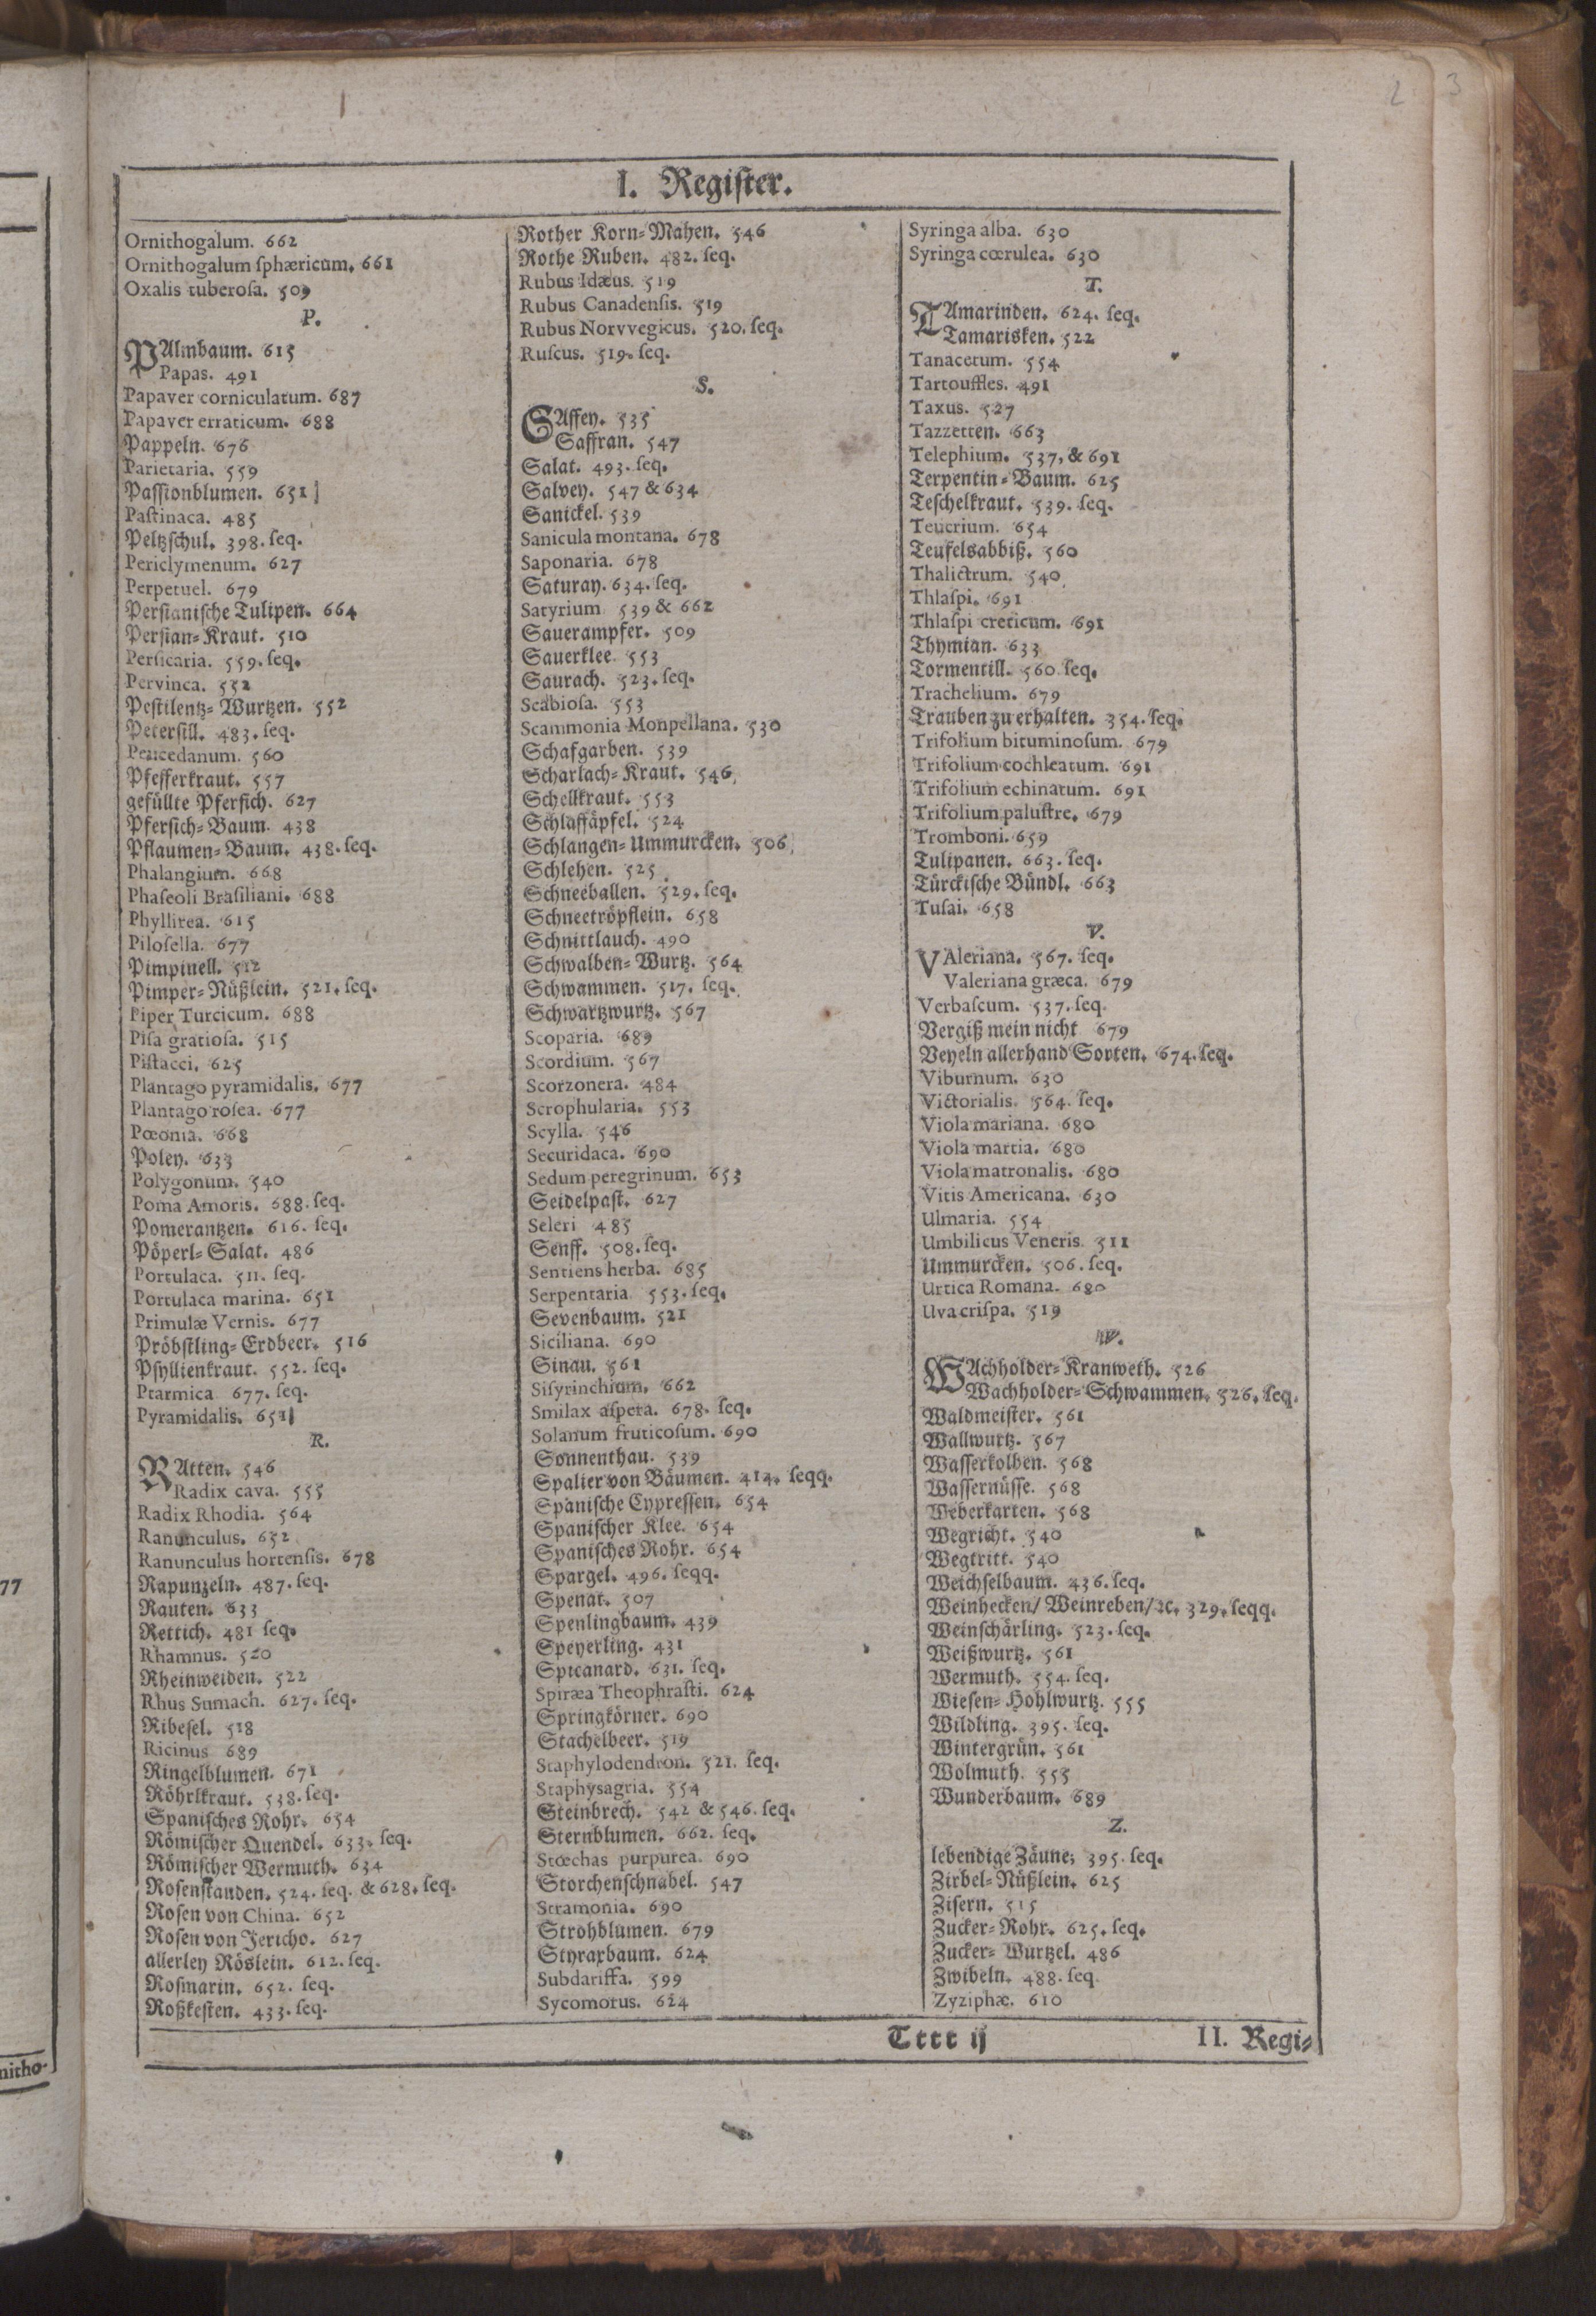 2 3
I. Regiſter.
Ornithogalum. 662
Ornithogalum ſphæricum. 661
Oxalis tuberoſa. 509
P.
PAlmbaum. 615
Papas. 491
Papaver corniculatum. 687
Papaver erraticum. 688
Pappeln. 676
Parietaria. 559
Paſſionblumen. 651
Paſtinaca. 485
Peltzſchul. 398. ſeq.
Periclymenum. 627
Perpetuel. 679
Perſianiſche Tulipen. 664
Perſian-Kraut. 510
Perſicaria. 559. ſeq.
Pervinca. 552
Peſtilentz-Wurtzen. 552
Peterſill. 483. ſeq.
Peucedanum. 560
Pfefferkraut. 557
gefüllte Pferſich. 627
Pferſich-Baum. 438
Pflaumen-Baum. 438. ſeq.
Phalangium. 668
Phaſeoli Braſiliani. 688
Phyllirea. 615
Piloſella. 677
Pimpinell. 512
Pimper-Nüßlein. 521. ſeq.
Piper Turcicum. 688
Piſa gratioſa. 515
Piſtacci. 625
Plantago pyramidalis. 677
Plantago roſea. 677
Pœonia. 668
Poley. 633
Polygonum. 540
Poma Amoris. 688. ſeq.
Pomerantzen. 616. ſeq.
Pöperl-Salat. 486
Portulaca. 511. ſeq.
Portulaca marina. 651
Primulæ Vernis. 677
Pröbſtling-Erdbeer. 516
Pſyllienkraut. 552. ſeq.
Ptarmica 677. ſeq.
Pyramidalis. 651
R.
RAtten. 546
Radix cava. 555
Radix Rhodia. 564
Ranunculus. 652
Ranunculus hortenſis. 678
Rapunzeln. 487. ſeq.
Rauten. 633
Rettich. 481 ſeq.
Rhamnus. 520
Rheinweiden. 522
Rhus Sumach. 627. ſeq.
Ribeſel. 518
Ricinus 689
Ringelblumen. 671
Röhrlkraut. 538. ſeq.
Spaniſches Rohr. 654
Römiſcher Quendel. 633. ſeq.
Römiſcher Wermuth. 634
Roſenſtauden. 524. ſeq. & 628. ſeq.
Roſen von China. 652
Roſen von Jericho. 627
allerley Röslein. 612. ſeq.
Roſmarin. 652. ſeq.
Roßkeſten. 433. ſeq.
Rother Korn-Mahen. 546
Rothe Ruben. 482. ſeq.
Rubus Idæus. 519
Rubus Canadenſis. 519
Rubus Norvvegicus. 520. ſeq.
Ruſcus. 519. ſeq.
S.
SAffey. 535
Saffran. 547
Salat. 493. ſeq.
Salvey. 547 & 634
Sanickel. 539
Sanicula montana. 678
Saponaria. 678
Saturay. 634. ſeq.
Satyrium 539 & 662
Sauerampfer. 509
Sauerklee. 553
Saurach. 523. ſeq.
Scabioſa. 553
Scammonia Monpellana. 530
Schafgarben. 539
Scharlach-Kraut. 546
Schellkraut. 553
Schlaffäpfel. 524
Schlangen-Ummurcken. 506
Schlehen. 525
Schneeballen. 529. ſeq.
Schneetröpflein. 658
Schnittlauch. 490
Schwalben-Wurtz. 564
Schwammen. 517. ſeq.
Schwartzwurtz. 567
Scoparia. 689
Scordium. 567
Scorzonera. 484
Scrophularia. 553
Scylla. 546
Securidaca. 690
Sedum peregrinum. 653
Seidelpaſt. 627
Seleri 485
Senff. 508. ſeq.
Sentiens herba. 685
Serpentaria 553. ſeq.
Sevenbaum. 521
Siciliana. 690
Sinau. 561
Siſyrinchium. 662
Smilax aſpera. 678. ſeq.
Solanum fruticoſum. 690
Sonnenthau. 539
Spalier von Bäumen. 414. ſeqq.
Spaniſche Cypreſſen. 654
Spaniſcher Klee. 654
Spaniſches Rohr. 654
Spargel. 496. ſeqq.
Spenat. 507
Spenlingbaum. 439
Speyerling. 431
Spicanard. 631. ſeq.
Spiræa Theophraſti. 624
Springkörner. 690
Stachelbeer. 519
Staphylodendron. 521. ſeq.
Staphysagria. 554
Steinbrech. 542 & 546. ſeq.
Sternblumen. 662. ſeq.
Stœchas purpurea. 690
Storchenſchnabel. 547
Stramonia. 690
Strohblumen. 679
Styraxbaum. 624
Subdariffa. 599
Sycomorus. 624
Syringa alba. 630
Syringa cœrulea. 630
T.
TAmarinden. 624. ſeq.
Tamarisken. 522
Tanacetum. 554
Tartouffles. 491
Taxus. 527
Tazzetten. 663
Telephium. 537, & 691
Terpentin-Baum. 625
Teſchelkraut. 539. ſeq.
Teucrium. 654
Teufelsabbiß. 560
Thalictrum. 540
Thlaſpi. 691
Thlaſpi creticum. 691
Thymian. 633
Tormentill. 560 ſeq.
Trachelium. 679
Trauben zu erhalten. 354. ſeq.
Trifolium bituminoſum. 679
Trifolium cochleatum. 691
Trifolium echinatum. 691
Trifolium paluſtre. 679
Tromboni. 659
Tulipanen. 663. ſeq.
Türckiſche Bündl. 663
Tuſai. 658
V.
VAleriana. 567. ſeq.
Valeriana græca. 679
Verbaſcum. 537. ſeq.
Vergiß mein nicht 679
Veyeln allerhand Sorten. 674. ſeq.
Viburnum. 630
Victorialis. 564. ſeq.
Viola mariana. 680
Viola martia. 680
Viola matronalis. 680
Vitis Americana. 630
Ulmaria. 554
Umbilicus Veneris. 511
Ummurcken. 506. ſeq.
Urtica Romana. 680
Uva criſpa. 519
W.
WAchholder-Kranweth. 526
Wachholder-Schwammen. 526. ſeq.
Waldmeiſter. 561
Wallwurtz. 567
Waſſerkolben. 568
Waſſernüſſe. 568
Weberkarten. 568
Wegricht. 540
Wegtritt. 540
Weichſelbaum. 436. ſeq.
Weinhecken/ Weinreben/ꝛc. 329. ſeqq.
Weinſchärling. 523. ſeq.
Weißwurtz. 561
Wermuth. 554. ſeq.
Wieſen-Hohlwurtz. 555
Wildling. 395. ſeq.
Wintergrün. 561
Wolmuth. 555
Wunderbaum. 689
Z.
lebendige Zäune; 395. ſeq.
Zirbel-Nüßlein. 625
Ziſern. 515
Zucker-Rohr. 625. ſeq.
Zucker-Wurtzel. 486
Zwibeln. 488. ſeq.
Zyziphæ. 610
Tttt ij
II. Regi-
77
nitho-